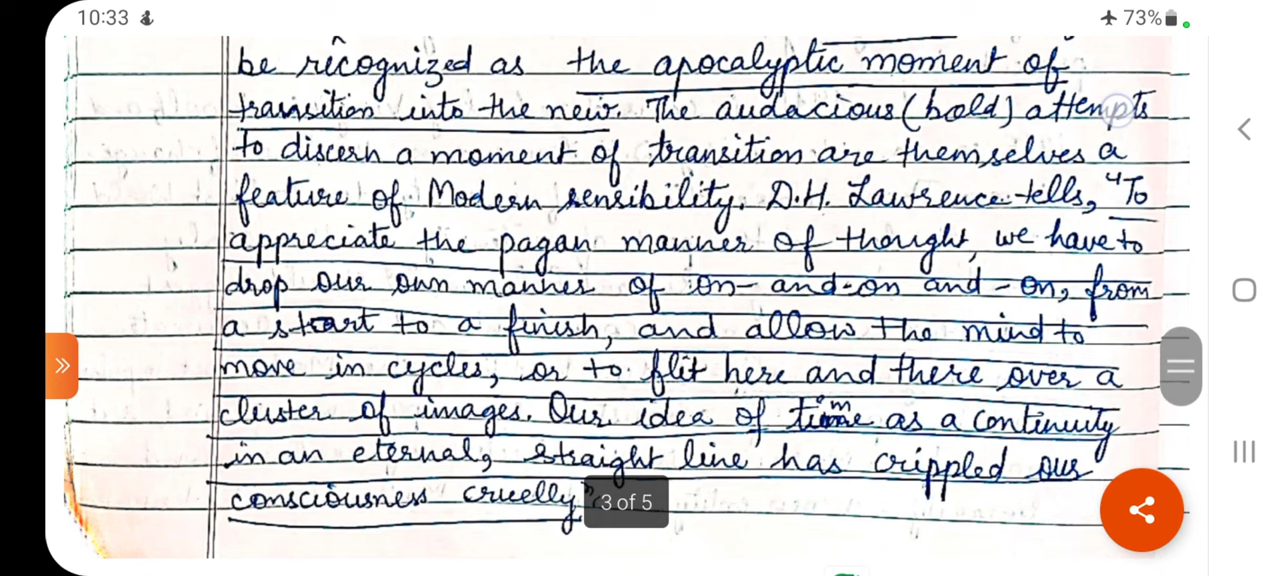 10:33
73%
be recognized as the apocalyptic moment of
transition into the new. The audacious (bold) attempts
to discern a moment of transition are themselves a
feature of Modern sensibility. D.H. Lawrence tells, "To
appreciate the pagan manner of thought, we have to
drop our own manner of on-and-on and-on, from
a start to a finish, and allow the mind to
move in cycles, or to flit here and there over a
cluster of images. Our idea of time as a continuity
in an eternal, straight line has crippled our
consciousness cruelly"
3 of 5